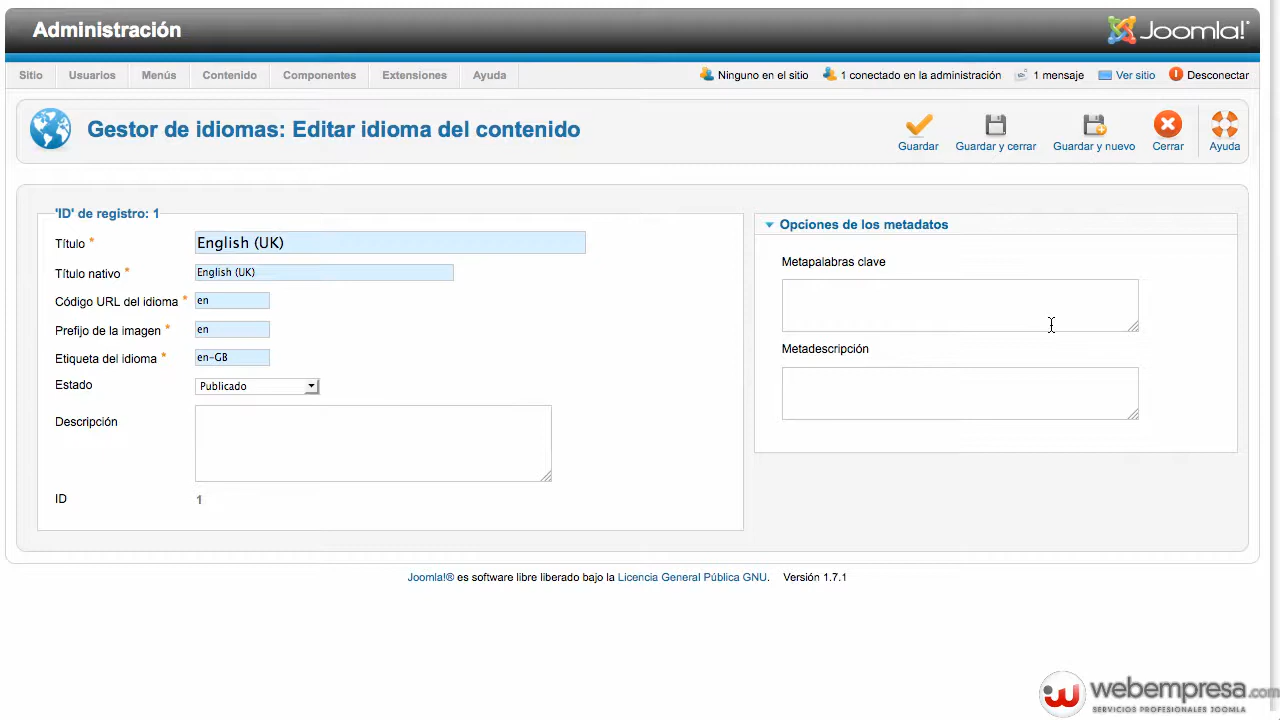 Administración
Joomla!
Sitio Usuarios Menús Contenido Componentes Extensiones Ayuda Ninguno en el sitio 1 conectado en la administración 1 mensaje Ver sitio Desconectar
Gestor de idiomas: Editar idioma del contenido
Guardar Guardar y cerrar Guardar y nuevo Cerrar Ayuda
'ID' de registro: 1
Título * English (UK)
Título nativo * English (UK)
Código URL del idioma * en
Prefijo de la imagen * en
Etiqueta del idioma * en-GB
Estado Publicado
Descripción
ID 1
Opciones de los metadatos
Metapalabras clave
Metadescripción
Joomla!® es software libre liberado bajo la Licencia General Pública GNU. Versión 1.7.1
webempresa.com
SERVICIOS PROFESIONALES JOOMLA